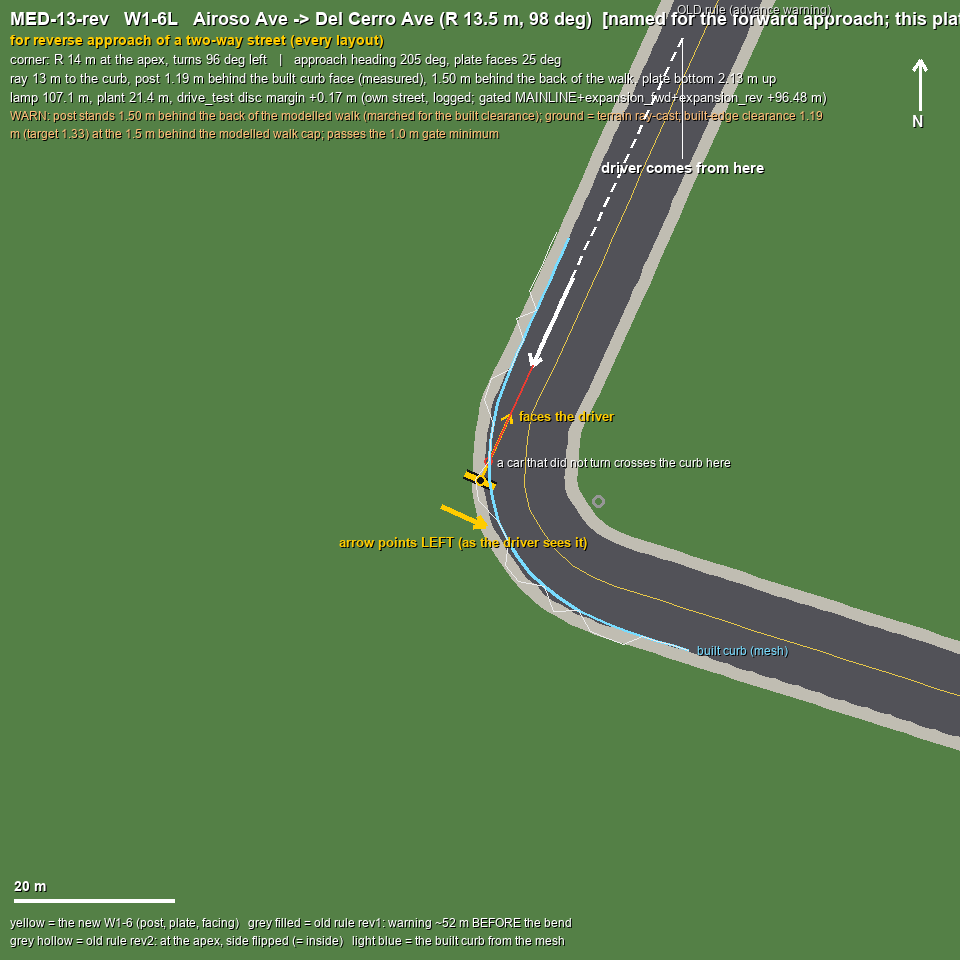 MED-13-rev   W1-6L   Airoso Ave -> Del Cerro Ave (R 13.5 m, 98 deg)  [named for the forward approach; this plat
OLD rule (advance warning)
for reverse approach of a two-way street (every layout)
corner: R 14 m at the apex, turns 96 deg left   |   approach heading 205 deg, plate faces 25 deg
ray 13 m to the curb, post 1.19 m behind the built curb face (measured), 1.50 m behind the back of the walk, plate bottom 2.13 m up
lamp 107.1 m, plant 21.4 m, drive_test disc margin +0.17 m (own street, logged; gated MAINLINE+expansion_fwd+expansion_rev +96.48 m)
WARN: post stands 1.50 m behind the back of the modelled walk (marched for the built clearance); ground = terrain ray-cast; built-edge clearance 1.19
m (target 1.33) at the 1.5 m behind the modelled walk cap; passes the 1.0 m gate minimum
N
driver comes from here
faces the driver
a car that did not turn crosses the curb here
arrow points LEFT (as the driver sees it)
built curb (mesh)
20 m
yellow = the new W1-6 (post, plate, facing)   grey filled = old rule rev1: warning ~52 m BEFORE the bend
grey hollow = old rule rev2: at the apex, side flipped (= inside)   light blue = the built curb from the mesh